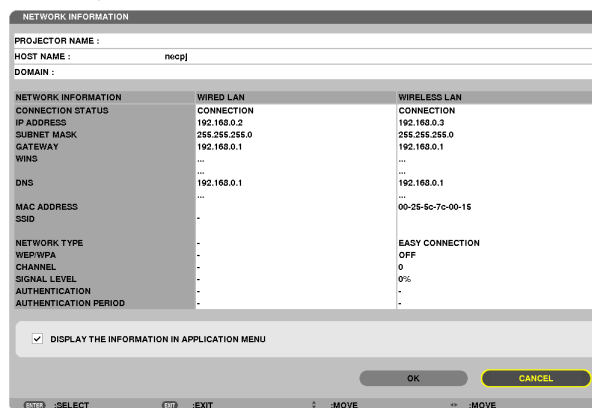 NETWORK INFORMATION
PROJECTOR NAME :
HOST NAME : necpj
DOMAIN :
NETWORK INFORMATION WIRED LAN WIRELESS LAN
CONNECTION STATUS CONNECTION CONNECTION
IP ADDRESS 192.168.0.2 192.168.0.3
SUBNET MASK 255.255.255.0 255.255.255.0
GATEWAY 192.168.0.1 192.168.0.1
WINS ... ...
... ...
DNS 192.168.0.1 192.168.0.1
... ...
MAC ADDRESS 00-25-5c-7c-00-15
SSID -
NETWORK TYPE - EASY CONNECTION
WEP/WPA - OFF
CHANNEL - 0
SIGNAL LEVEL - 0%
AUTHENTICATION - -
AUTHENTICATION PERIOD - -
DISPLAY THE INFORMATION IN APPLICATION MENU
OK CANCEL
ENTER :SELECT EXIT :EXIT :MOVE :MOVE